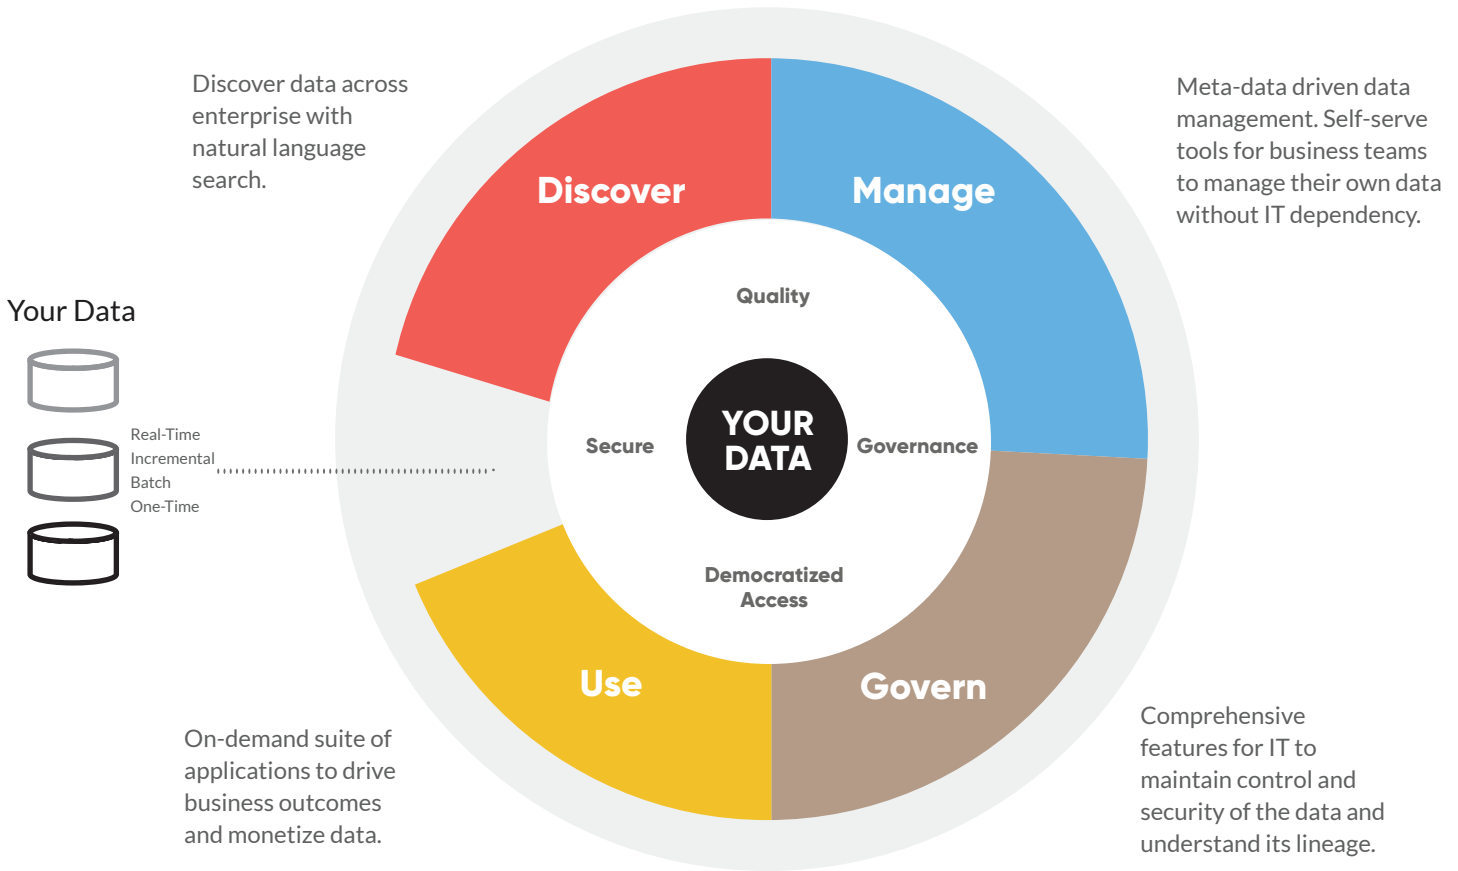 Discover data across
enterprise with
natural language
search.
Discover
Manage
Meta-data driven data
management. Self-serve
tools for business teams
to manage their own data
without IT dependency.
Your Data
Real-Time
Incremental
Batch
One-Time
Quality
Secure
YOUR
DATA
Governance
Democratized
Access
Use
Govern
On-demand suite of
applications to drive
business outcomes
and monetize data.
Comprehensive
features for IT to
maintain control and
security of the data and
understand its lineage.